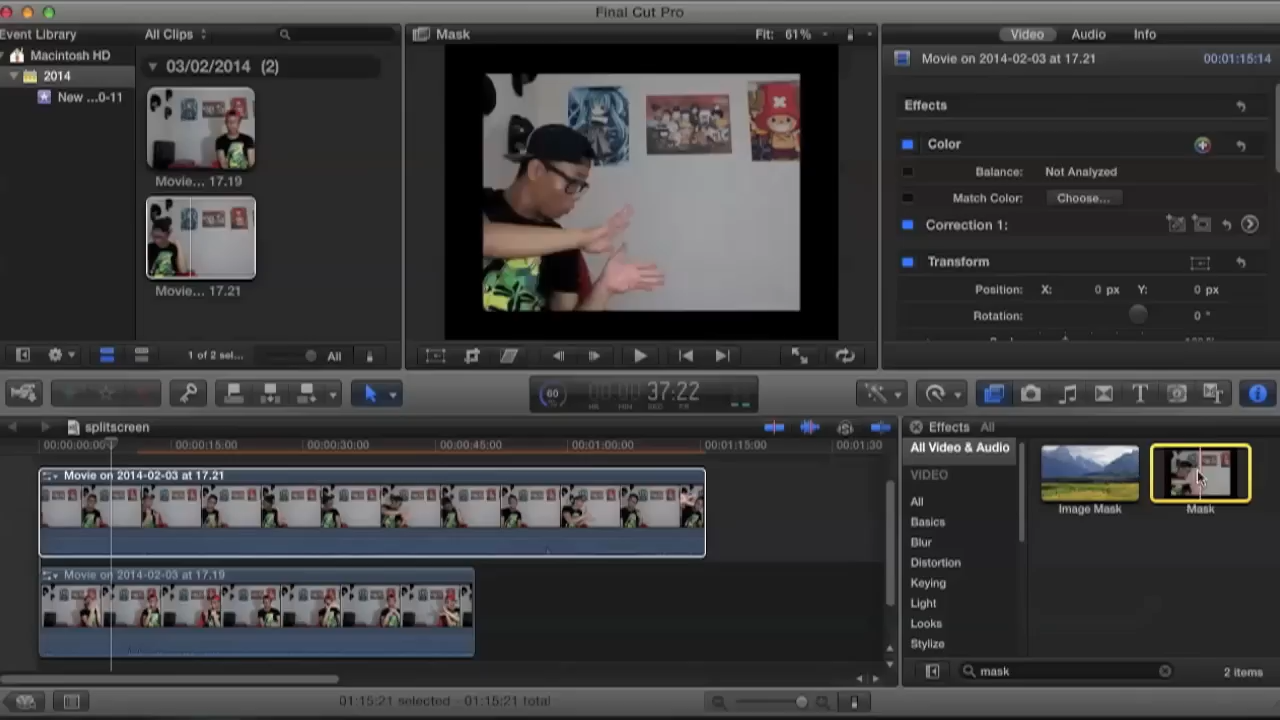 Final Cut Pro
Event Library
All Clips
Mask
Fit: 61%
Video
Audio
Info
Macintosh HD
2014
New ...0-11
03/02/2014 (2)
Movie... 17.19
Movie... 17.21
Movie on 2014-02-03 at 17.21
00:01:15:14
Effects
Color
Balance: Not Analyzed
Match Color: Choose...
Correction 1:
Transform
Position: X: 0 px Y: 0 px
Rotation: 0 °
1 of 2 sel...
All
60
37:22
splitscreen
00:00:00:00
00:00:15:00
00:00:30:00
00:00:45:00
00:01:00:00
00:01:15:00
00:01:30
Movie on 2014-02-03 at 17.21
Movie on 2014-02-03 at 17.19
Effects All
All Video & Audio
VIDEO
All
Basics
Blur
Distortion
Keying
Light
Looks
Stylize
Image Mask
Mask
mask
2 items
01:15:21 selected - 01:15:21 total